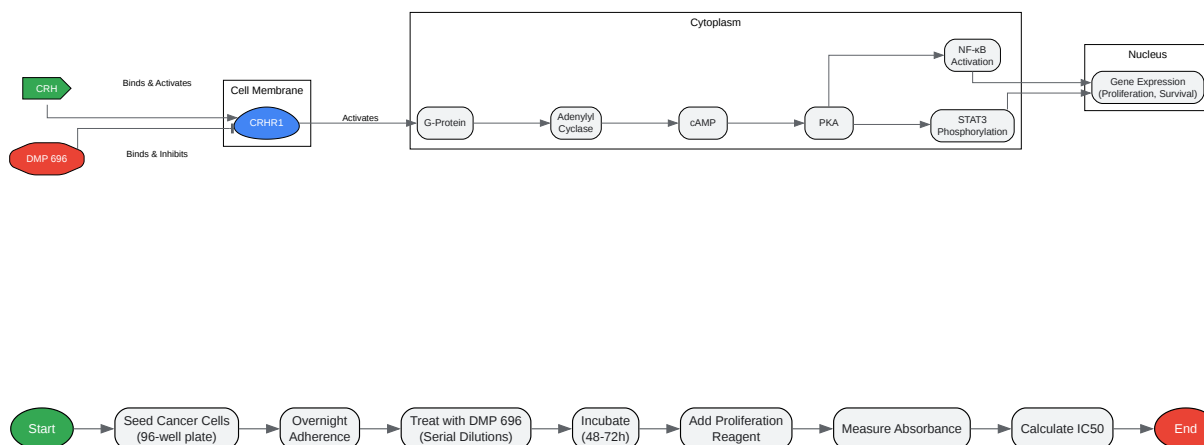 Cytoplasm
NF-κB
Activation
Nucleus
CRH
Binds & Activates
Cell Membrane
Gene Expression
(Proliferation, Survival)
CRHR1
Activates
G-Protein
Adenylyl
Cyclase
cAMP
PKA
STAT3
Phosphorylation
DMP 696
Binds & Inhibits
Start
Seed Cancer Cells
(96-well plate)
Overnight
Adherence
Treat with DMP 696
(Serial Dilutions)
Incubate
(48-72h)
Add Proliferation
Reagent
Measure Absorbance
Calculate IC50
End